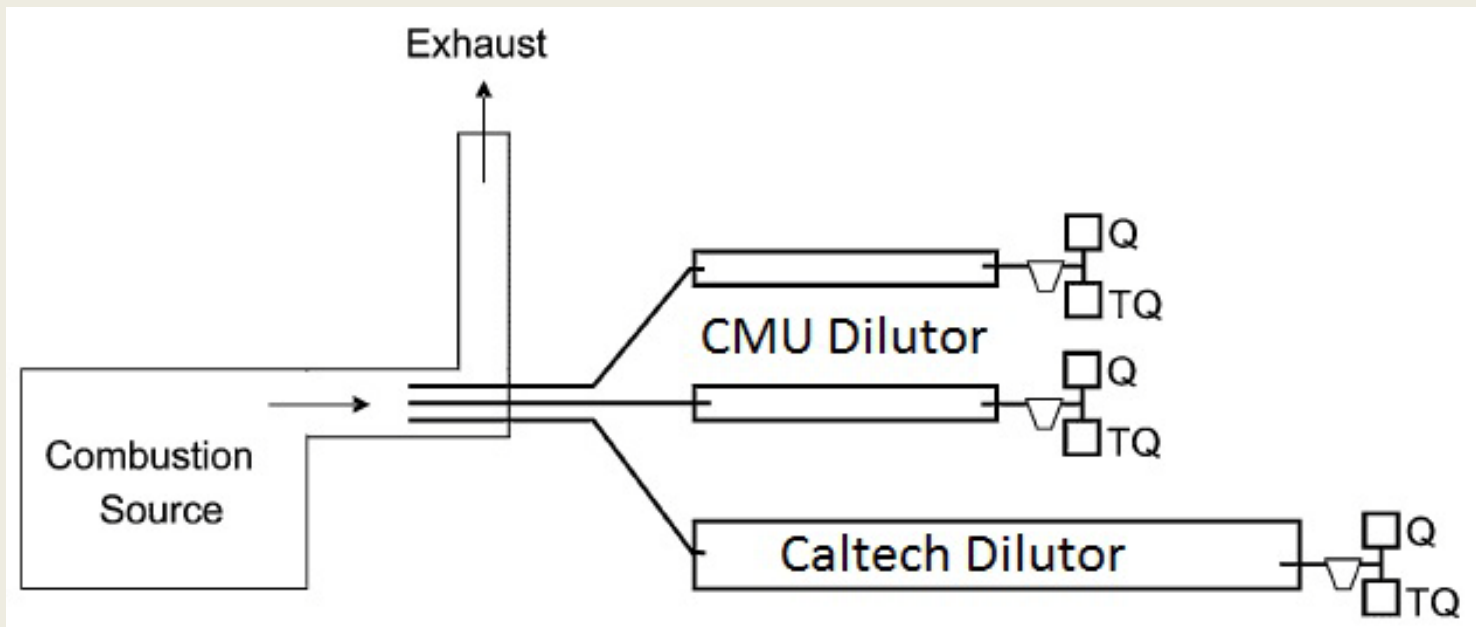 Exhaust
Q
TQ
CMU Dilutor
Q
TQ
Combustion
Source
Caltech Dilutor
Q
TQ